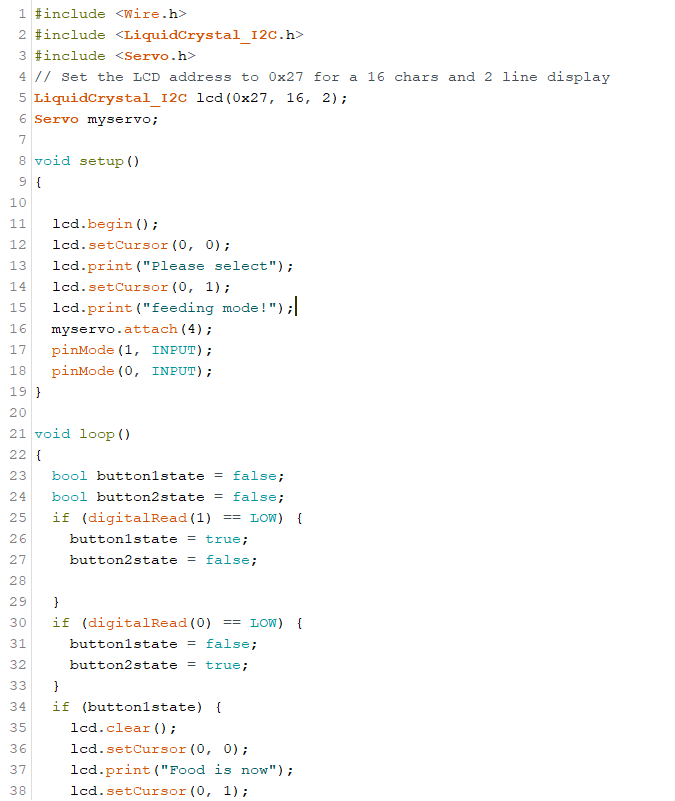 1 #include <Wire.h>
2 #include <LiquidCrystal_I2C.h>
3 #include <Servo.h>
4 // Set the LCD address to 0x27 for a 16 chars and 2 line display
5 LiquidCrystal_I2C lcd(0x27, 16, 2);
6 Servo myservo;
7
8 void setup()
9 {
10
11   lcd.begin();
12   lcd.setCursor(0, 0);
13   lcd.print("Please select");
14   lcd.setCursor(0, 1);
15   lcd.print("feeding mode!");
16   myservo.attach(4);
17   pinMode(1, INPUT);
18   pinMode(0, INPUT);
19 }
20
21 void loop()
22 {
23   bool button1state = false;
24   bool button2state = false;
25   if (digitalRead(1) == LOW) {
26     button1state = true;
27     button2state = false;
28
29   }
30   if (digitalRead(0) == LOW) {
31     button1state = false;
32     button2state = true;
33   }
34   if (button1state) {
35     lcd.clear();
36     lcd.setCursor(0, 0);
37     lcd.print("Food is now");
38     lcd.setCursor(0, 1);